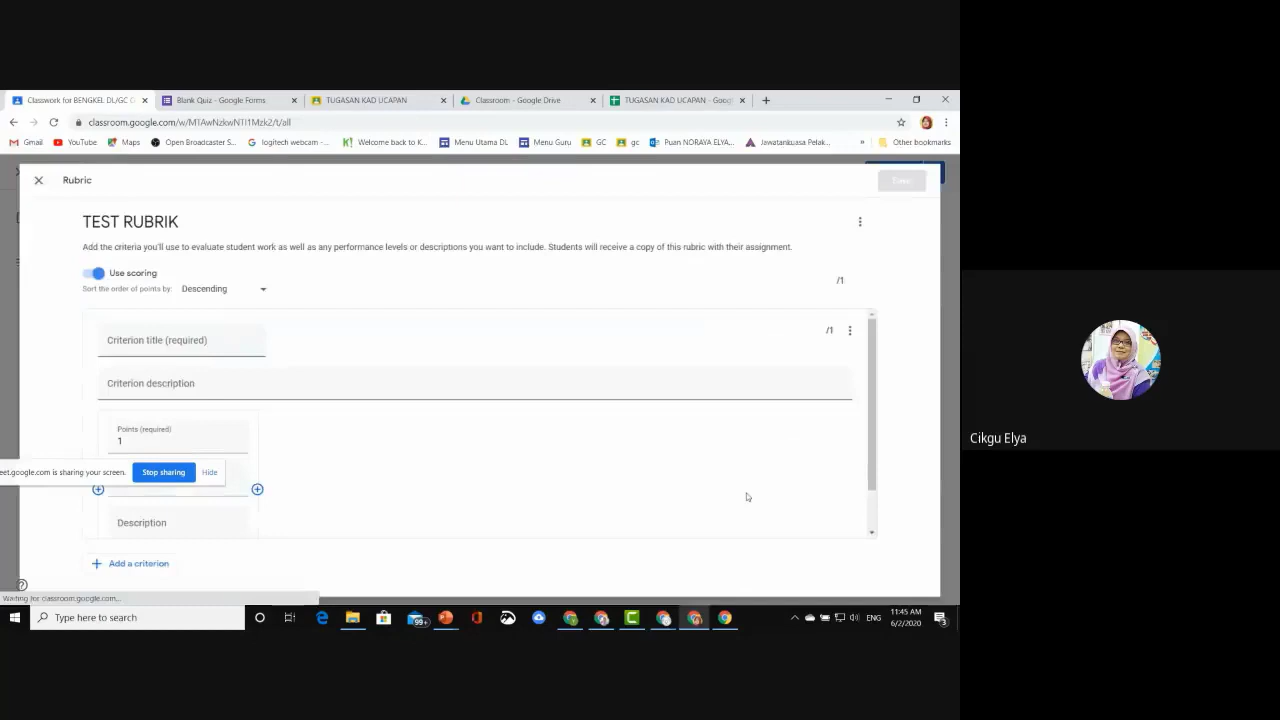 Classwork for BENGKEL DL/GC
Blank Quiz - Google Forms
TUGASAN KAD UCAPAN
Classroom - Google Drive
TUGASAN KAD UCAPAN - Googl
classroom.google.com/w/MTAwNzkwNTI1Mzk2/t/all
Gmail
YouTube
Maps
Open Broadcaster S...
logitech webcam -...
Welcome back to K...
Menu Utama DL
Menu Guru
GC
gc
Puan NORAYA ELYA...
Jawatankuasa Pelak...
»
Other bookmarks
Rubric
TEST RUBRIK
Add the criteria you'll use to evaluate student work as well as any performance levels or descriptions you want to include. Students will receive a copy of this rubric with their assignment.
Use scoring
/1
Sort the order of points by: Descending
Criterion title (required)
/1
Criterion description
Points (required)
1
eet.google.com is sharing your screen.
Stop sharing
Hide
Description
Add a criterion
Waiting for classroom.google.com...
Type here to search
99+
ENG
11:45 AM
6/2/2020
3
Cikgu Elya